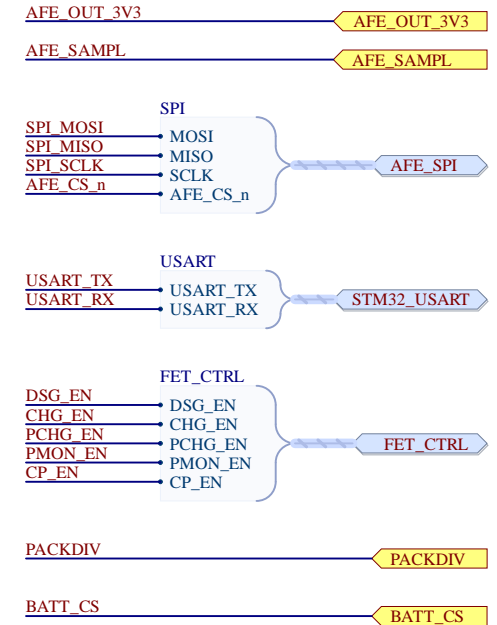 AFE_OUT_3V3 AFE_OUT_3V3
AFE_SAMPL AFE_SAMPL
SPI
SPI_MOSI MOSI
SPI_MISO MISO
SPI_SCLK SCLK AFE_SPI
AFE_CS_n AFE_CS_n
USART
USART_TX USART_TX
USART_RX USART_RX STM32_USART
FET_CTRL
DSG_EN DSG_EN
CHG_EN CHG_EN
PCHG_EN PCHG_EN FET_CTRL
PMON_EN PMON_EN
CP_EN CP_EN
PACKDIV PACKDIV
BATT_CS BATT_CS